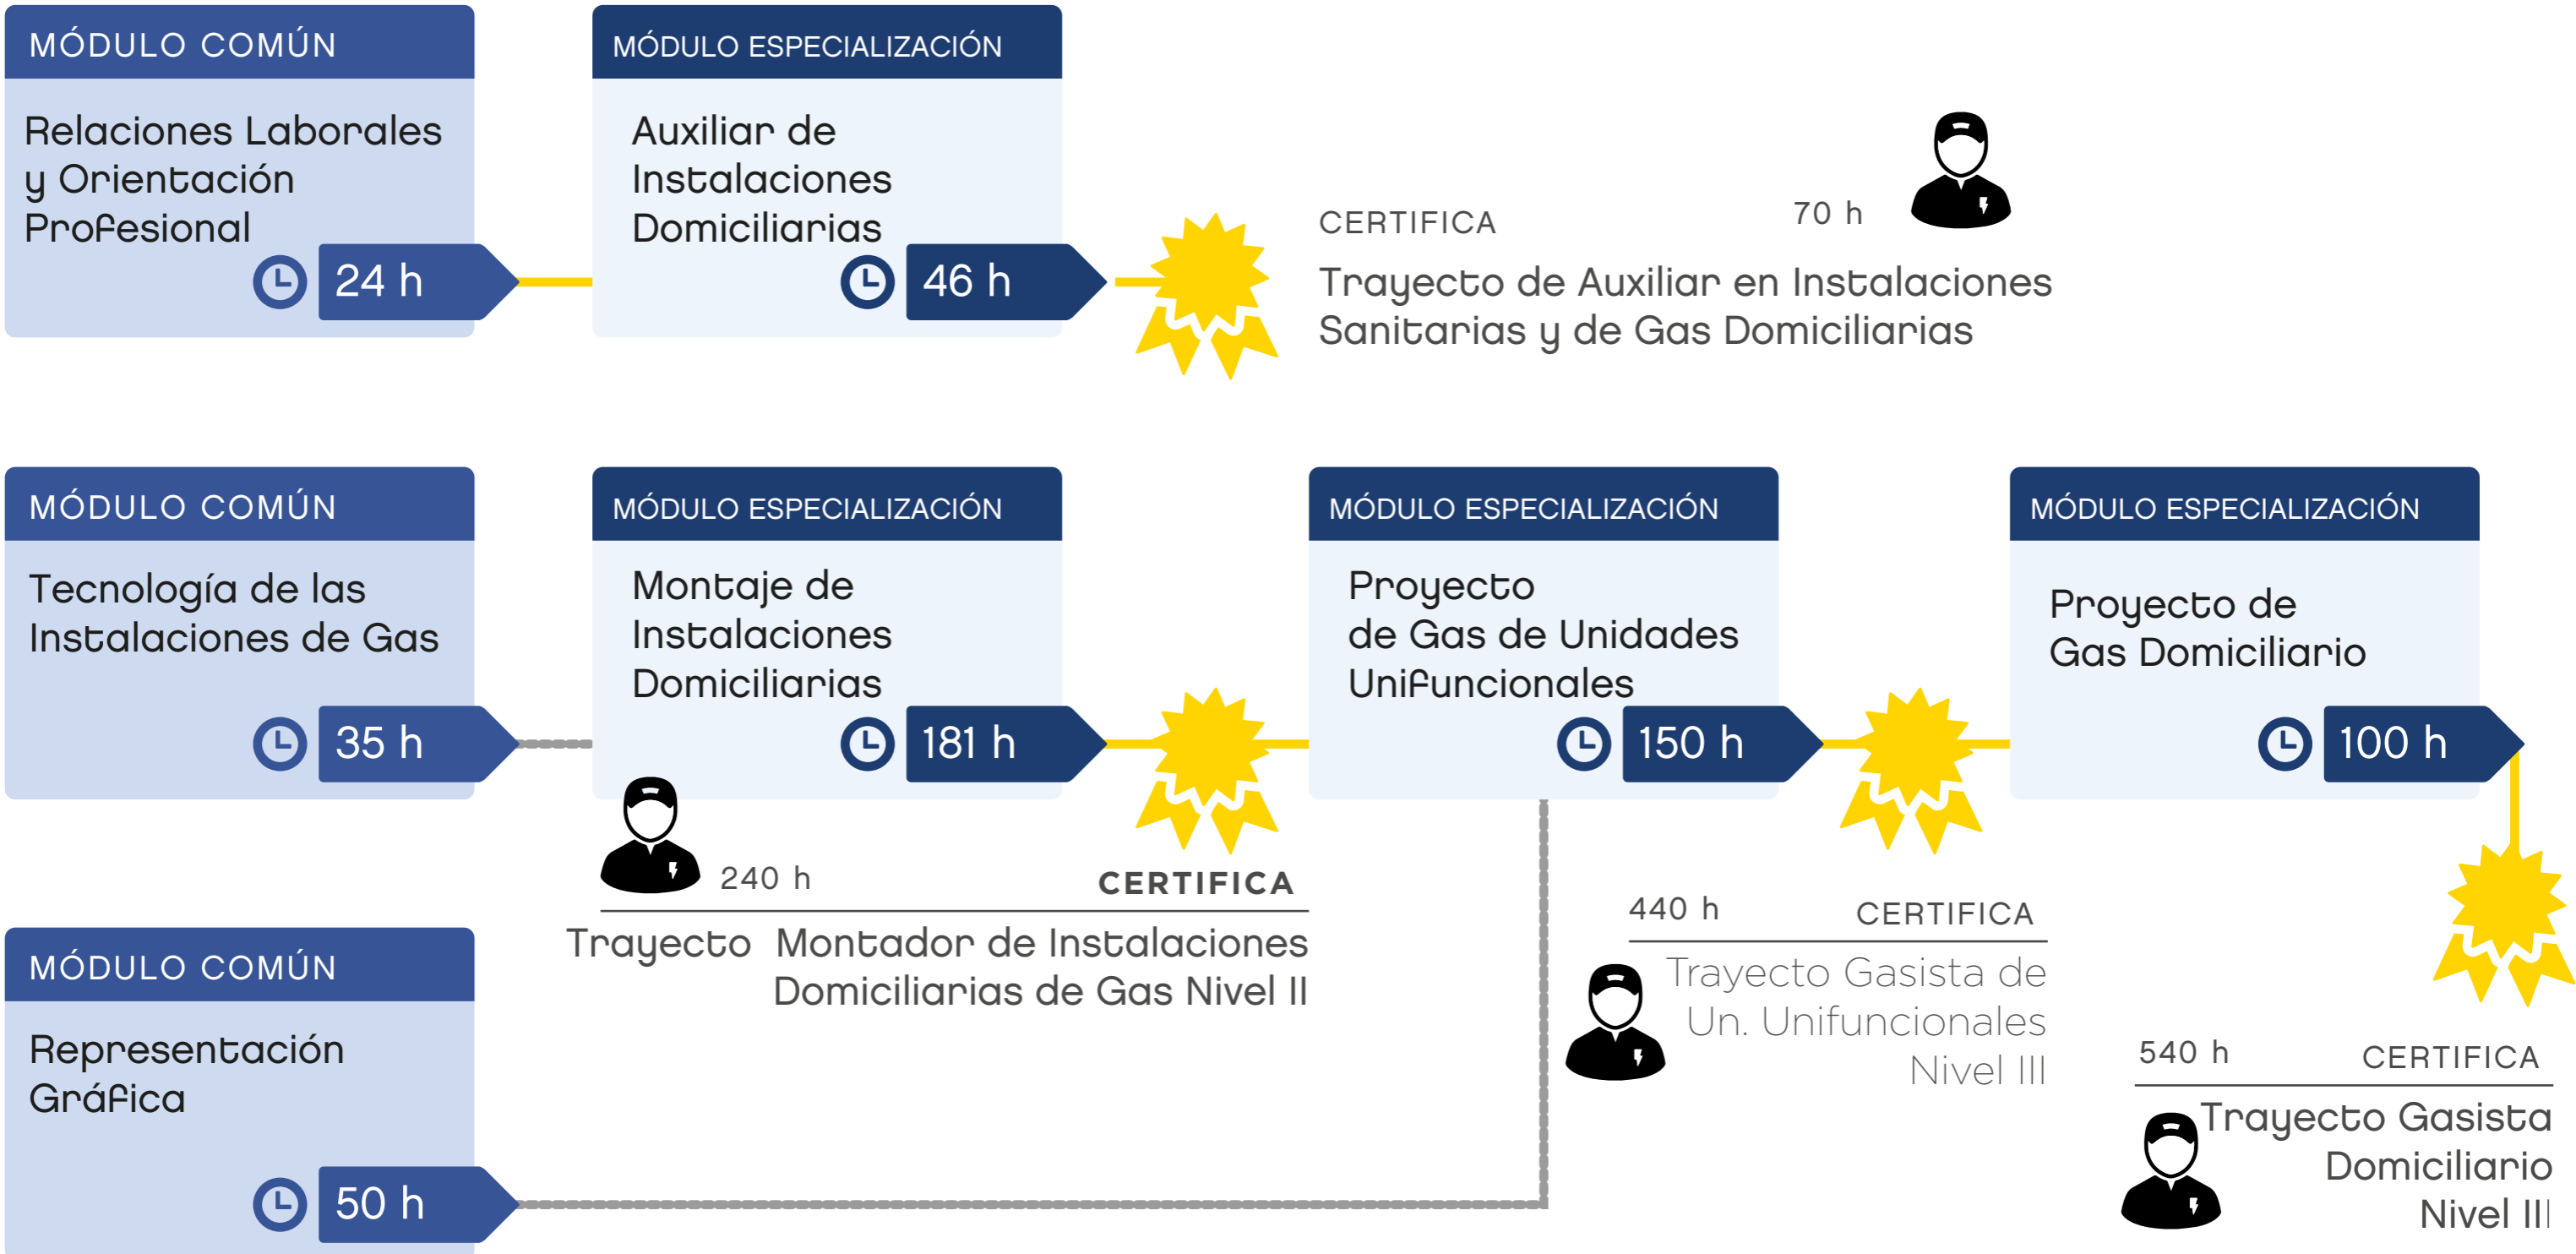 MÓDULO COMÚN
Relaciones Laborales
y Orientación
Profesional
24 h
MÓDULO ESPECIALIZACIÓN
Auxiliar de
Instalaciones
Domiciliarias
46 h
CERTIFICA
70 h
Trayecto de Auxiliar en Instalaciones
Sanitarias y de Gas Domiciliarias
MÓDULO COMÚN
Tecnología de las
Instalaciones de Gas
35 h
MÓDULO ESPECIALIZACIÓN
Montaje de
Instalaciones
Domiciliarias
181 h
240 h
CERTIFICA
Trayecto Montador de Instalaciones
Domiciliarias de Gas Nivel II
MÓDULO ESPECIALIZACIÓN
Proyecto
de Gas de Unidades
Unifuncionales
150 h
440 h
CERTIFICA
Trayecto Gasista de
Un. Unifuncionales
Nivel III
MÓDULO ESPECIALIZACIÓN
Proyecto de
Gas Domiciliario
100 h
540 h
CERTIFICA
Trayecto Gasista
Domiciliario
Nivel III
MÓDULO COMÚN
Representación
Gráfica
50 h